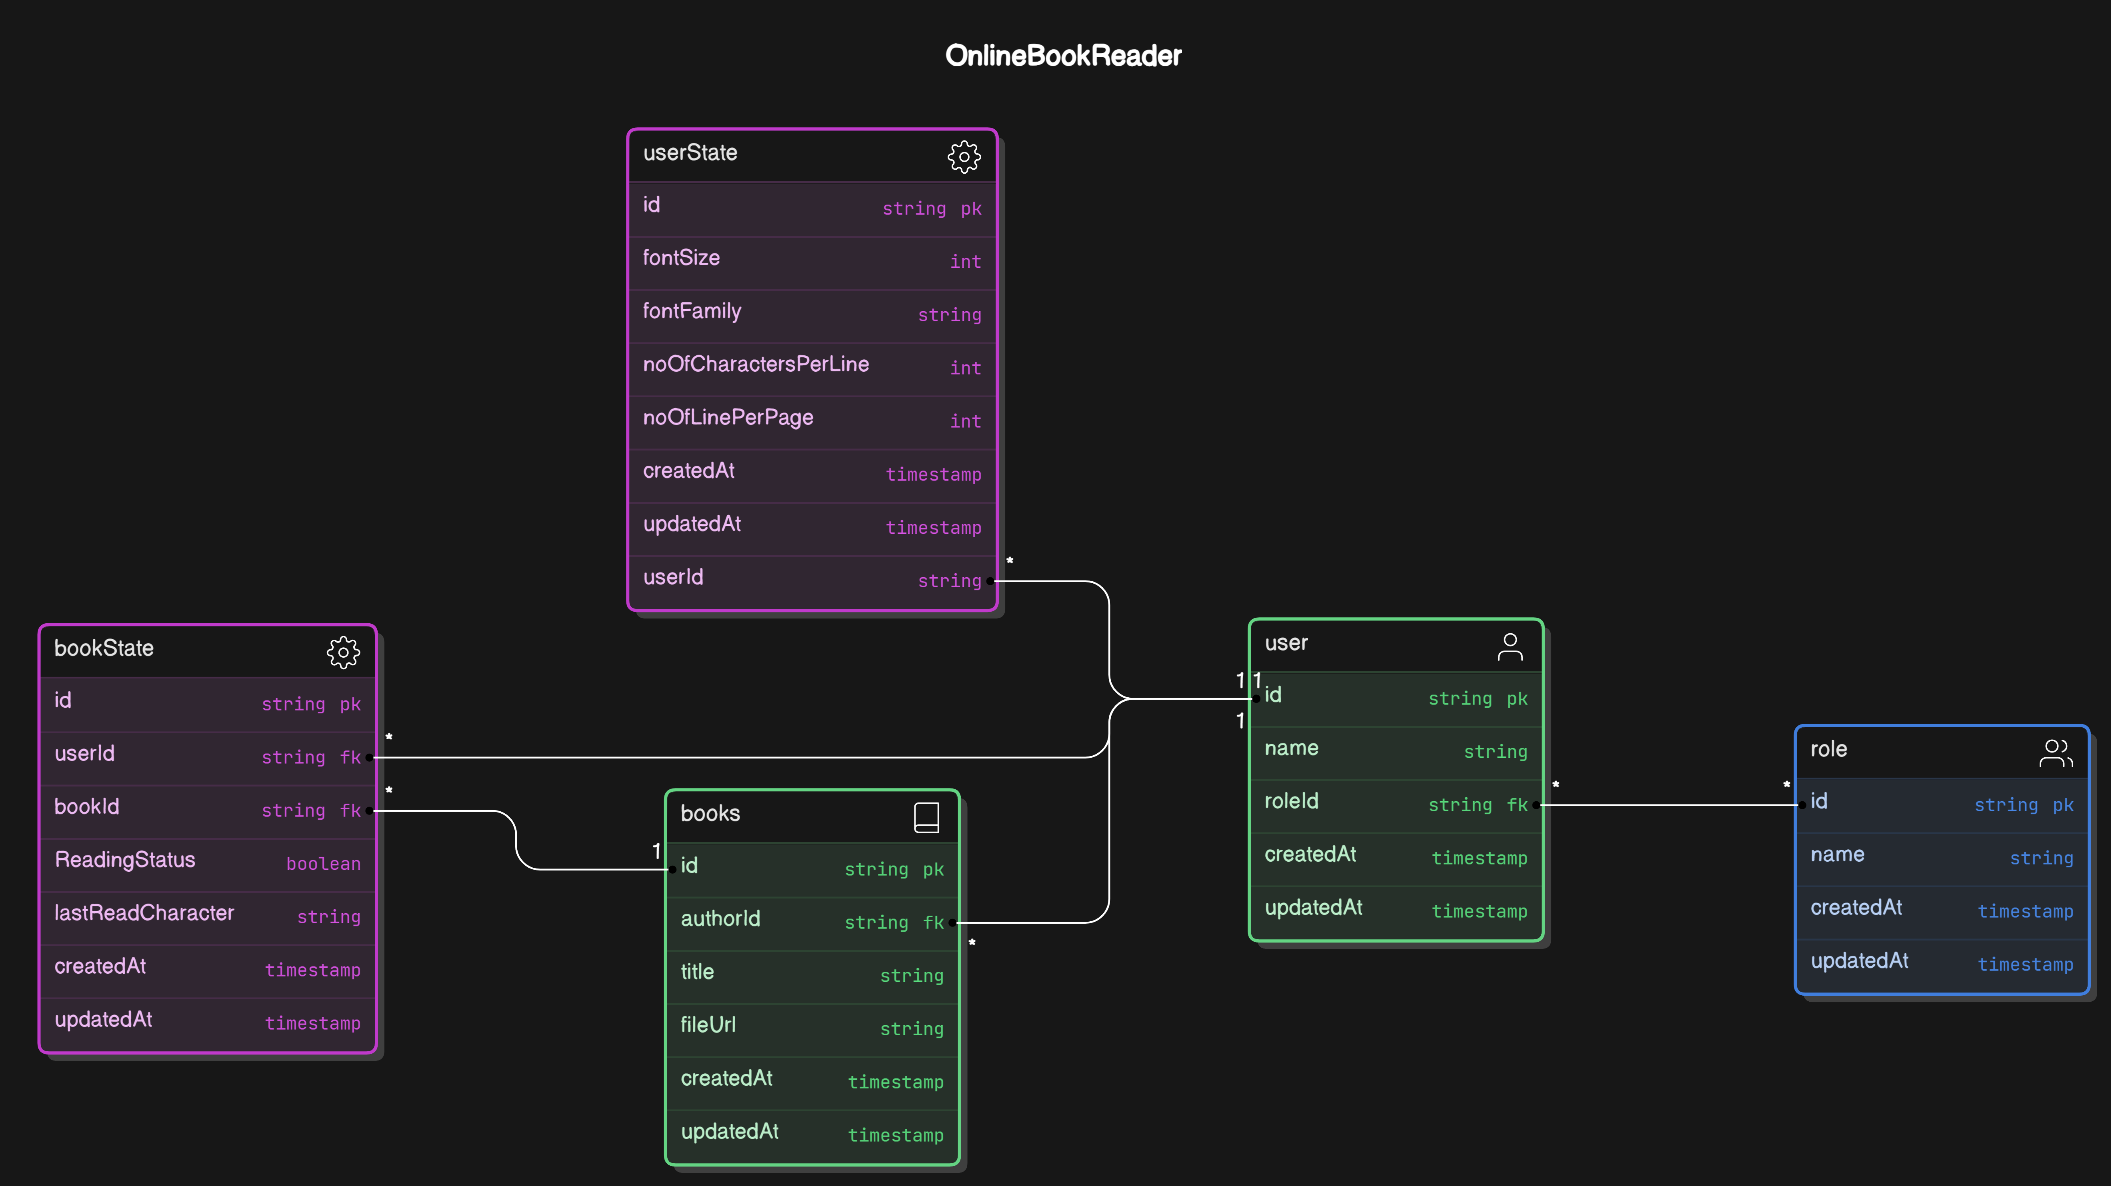 OnlineBookReader
userState
id string pk
fontSize int
fontFamily string
noOfCharactersPerLine int
noOfLinePerPage int
createdAt timestamp
updatedAt timestamp
userId string
*
bookState
id string pk
userId string fk
*
bookId string fk
*
ReadingStatus boolean
lastReadCharacter string
createdAt timestamp
updatedAt timestamp
books
1
id string pk
authorId string fk
*
title string
fileUrl string
createdAt timestamp
updatedAt timestamp
user
1 1
id string pk
1
name string
roleId string fk
* *
createdAt timestamp
updatedAt timestamp
role
id string pk
name string
createdAt timestamp
updatedAt timestamp